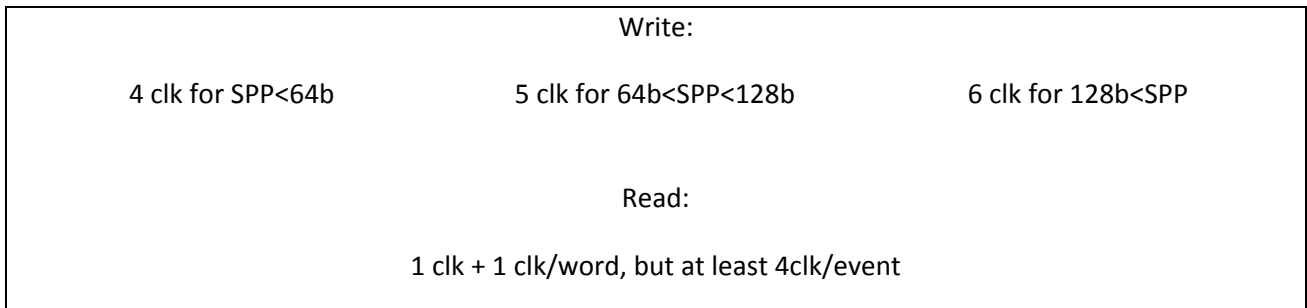 Write:
4 clk for SPP<64b 5 clk for 64b<SPP<128b 6 clk for 128b<SPP
Read:
1 clk + 1 clk/word, but at least 4clk/event